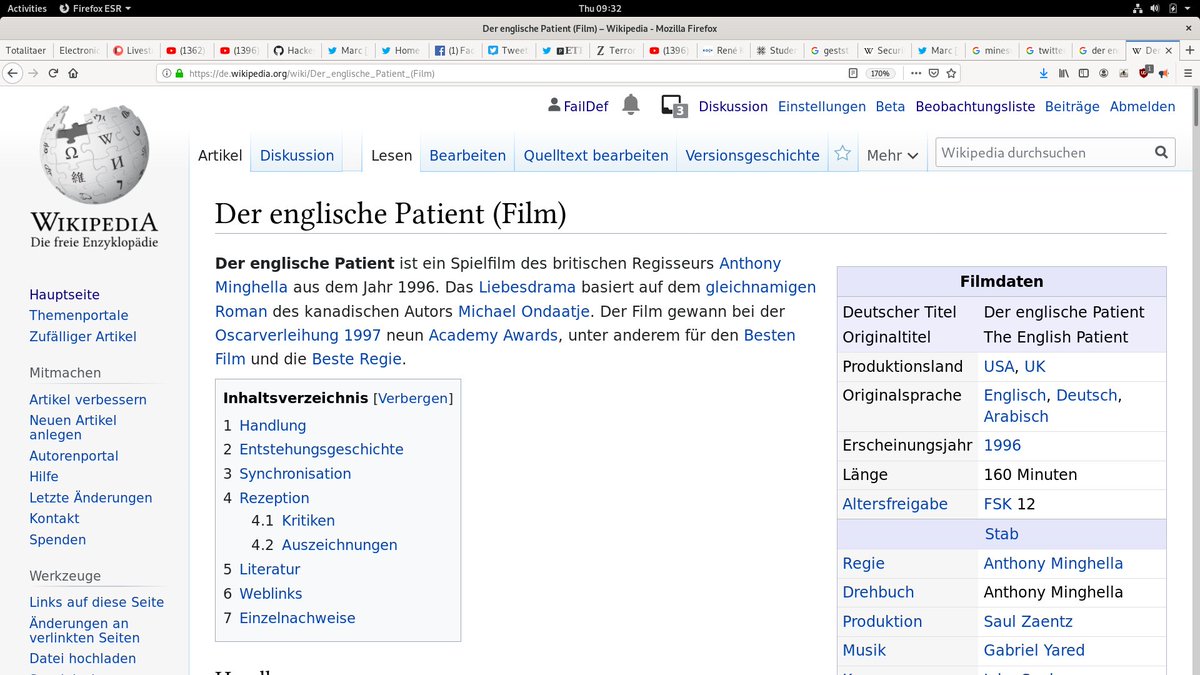 Activities Firefox ESR Thu 09:32
Der englische Patient (Film) – Wikipedia - Mozilla Firefox
Totalitaer Electronic Livest (1362) (1396) Hacke Marc Home (1) Fac Tweet ETI Terror (1396) René Studer gestst Securi Marc mines twitte der en Der
https://de.wikipedia.org/wiki/Der_englische_Patient_(Film) 170%
FailDef 3 Diskussion Einstellungen Beta Beobachtungsliste Beiträge Abmelden
Artikel Diskussion Lesen Bearbeiten Quelltext bearbeiten Versionsgeschichte Mehr Wikipedia durchsuchen
WIKIPEDIA
Die freie Enzyklopädie
Hauptseite
Themenportale
Zufälliger Artikel
Mitmachen
Artikel verbessern
Neuen Artikel
anlegen
Autorenportal
Hilfe
Letzte Änderungen
Kontakt
Spenden
Werkzeuge
Links auf diese Seite
Änderungen an
verlinkten Seiten
Datei hochladen
Der englische Patient (Film)
Der englische Patient ist ein Spielfilm des britischen Regisseurs Anthony
Minghella aus dem Jahr 1996. Das Liebesdrama basiert auf dem gleichnamigen
Roman des kanadischen Autors Michael Ondaatje. Der Film gewann bei der
Oscarverleihung 1997 neun Academy Awards, unter anderem für den Besten
Film und die Beste Regie.
Inhaltsverzeichnis [Verbergen]
1 Handlung
2 Entstehungsgeschichte
3 Synchronisation
4 Rezeption
4.1 Kritiken
4.2 Auszeichnungen
5 Literatur
6 Weblinks
7 Einzelnachweise
Filmdaten
Deutscher Titel Der englische Patient
Originaltitel The English Patient
Produktionsland USA, UK
Originalsprache Englisch, Deutsch,
Arabisch
Erscheinungsjahr 1996
Länge 160 Minuten
Altersfreigabe FSK 12
Stab
Regie Anthony Minghella
Drehbuch Anthony Minghella
Produktion Saul Zaentz
Musik Gabriel Yared